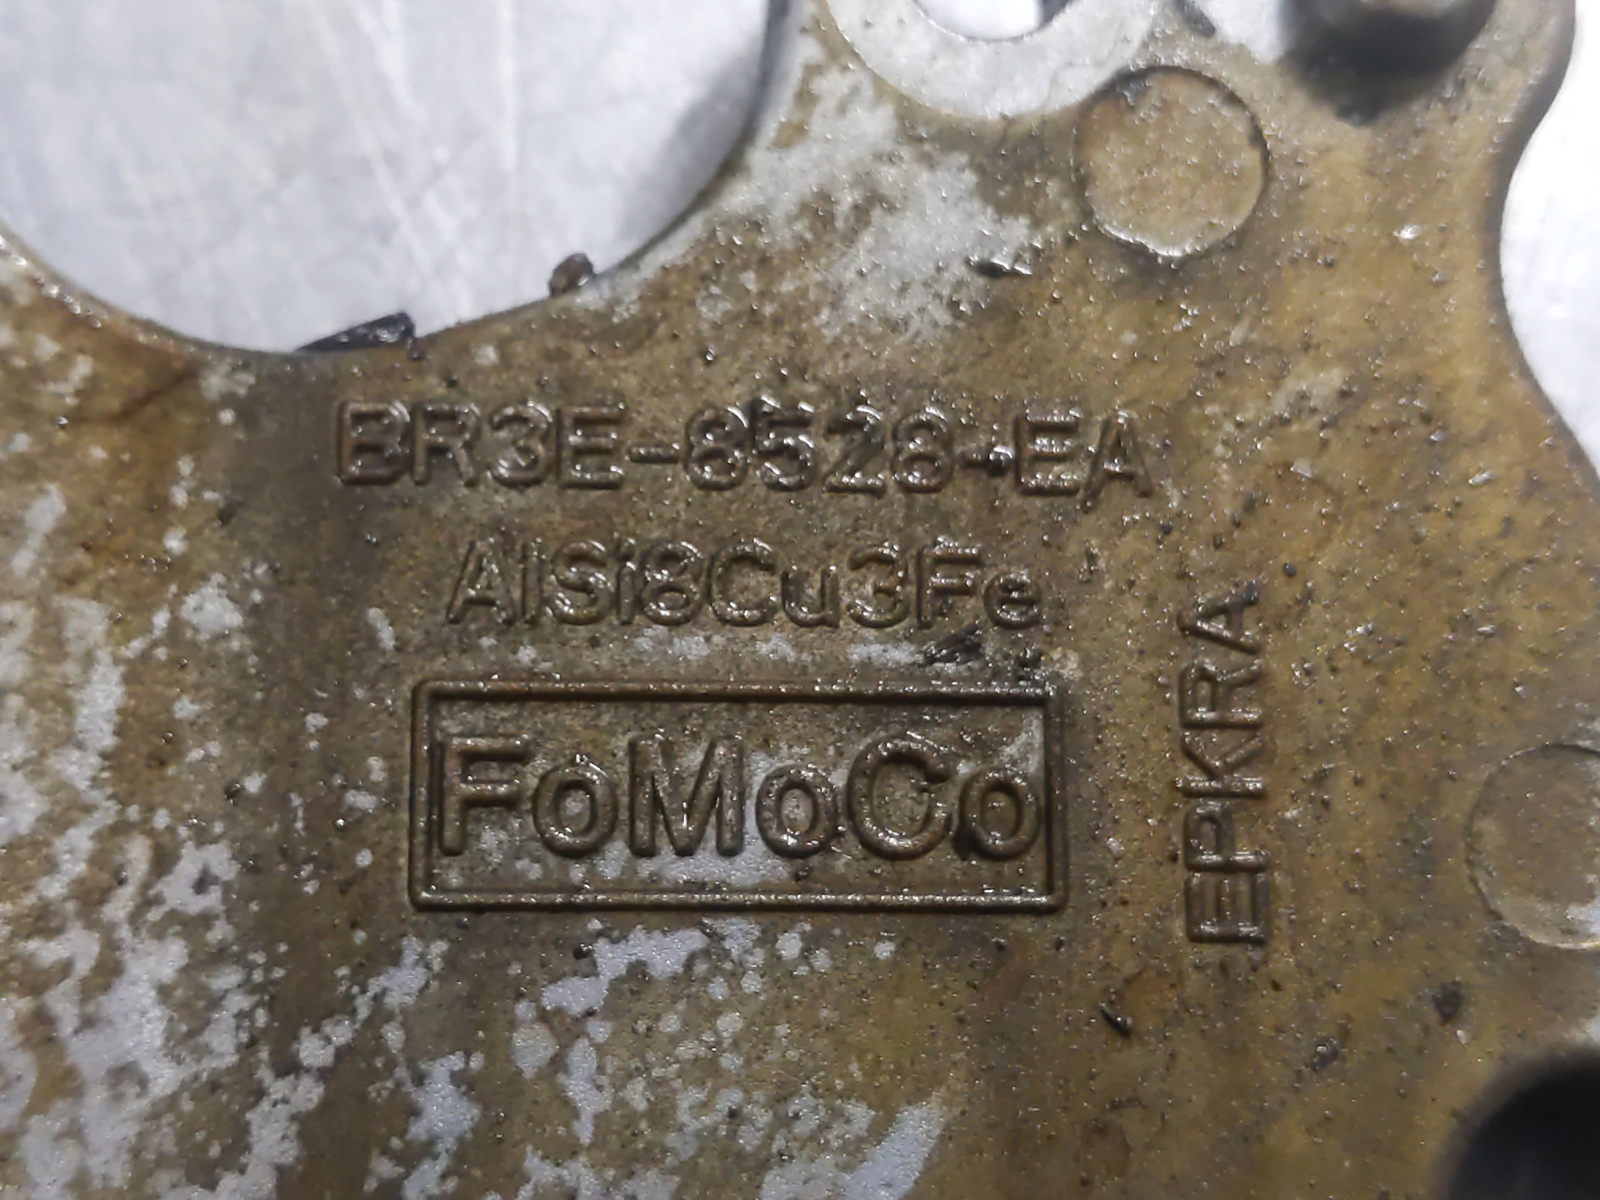 BR3E-8528-EA
AlSi8Cu3Fe
FoMoCo
EPKRA